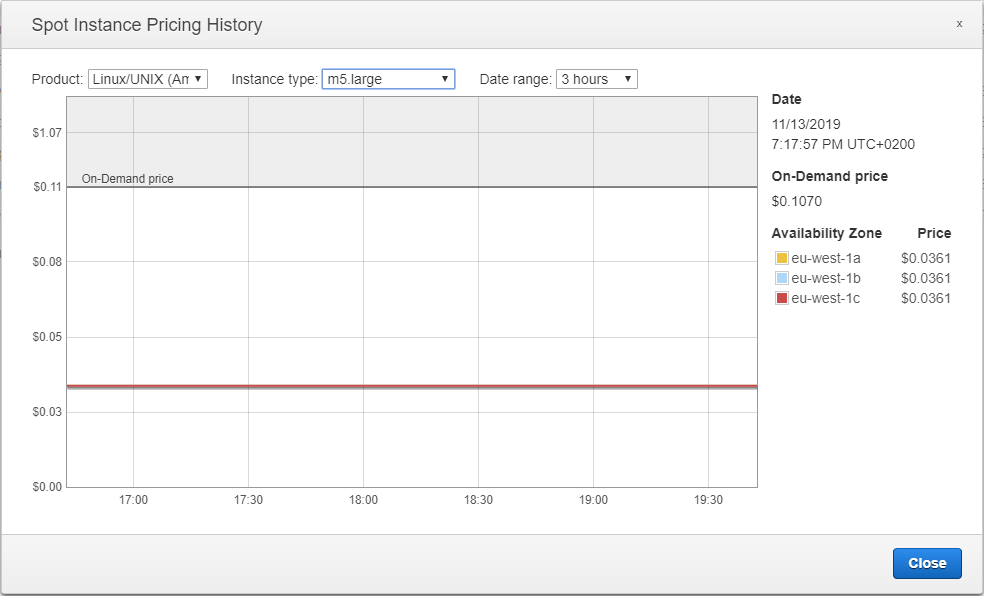 Spot Instance Pricing History
x
Product: Linux/UNIX (Am ▼ Instance type: m5.large ▼ Date range: 3 hours ▼
$1.07
On-Demand price
$0.11
$0.08
$0.05
$0.03
$0.00
17:00 17:30 18:00 18:30 19:00 19:30
Date
11/13/2019
7:17:57 PM UTC+0200
On-Demand price
$0.1070
Availability Zone Price
eu-west-1a $0.0361
eu-west-1b $0.0361
eu-west-1c $0.0361
Close